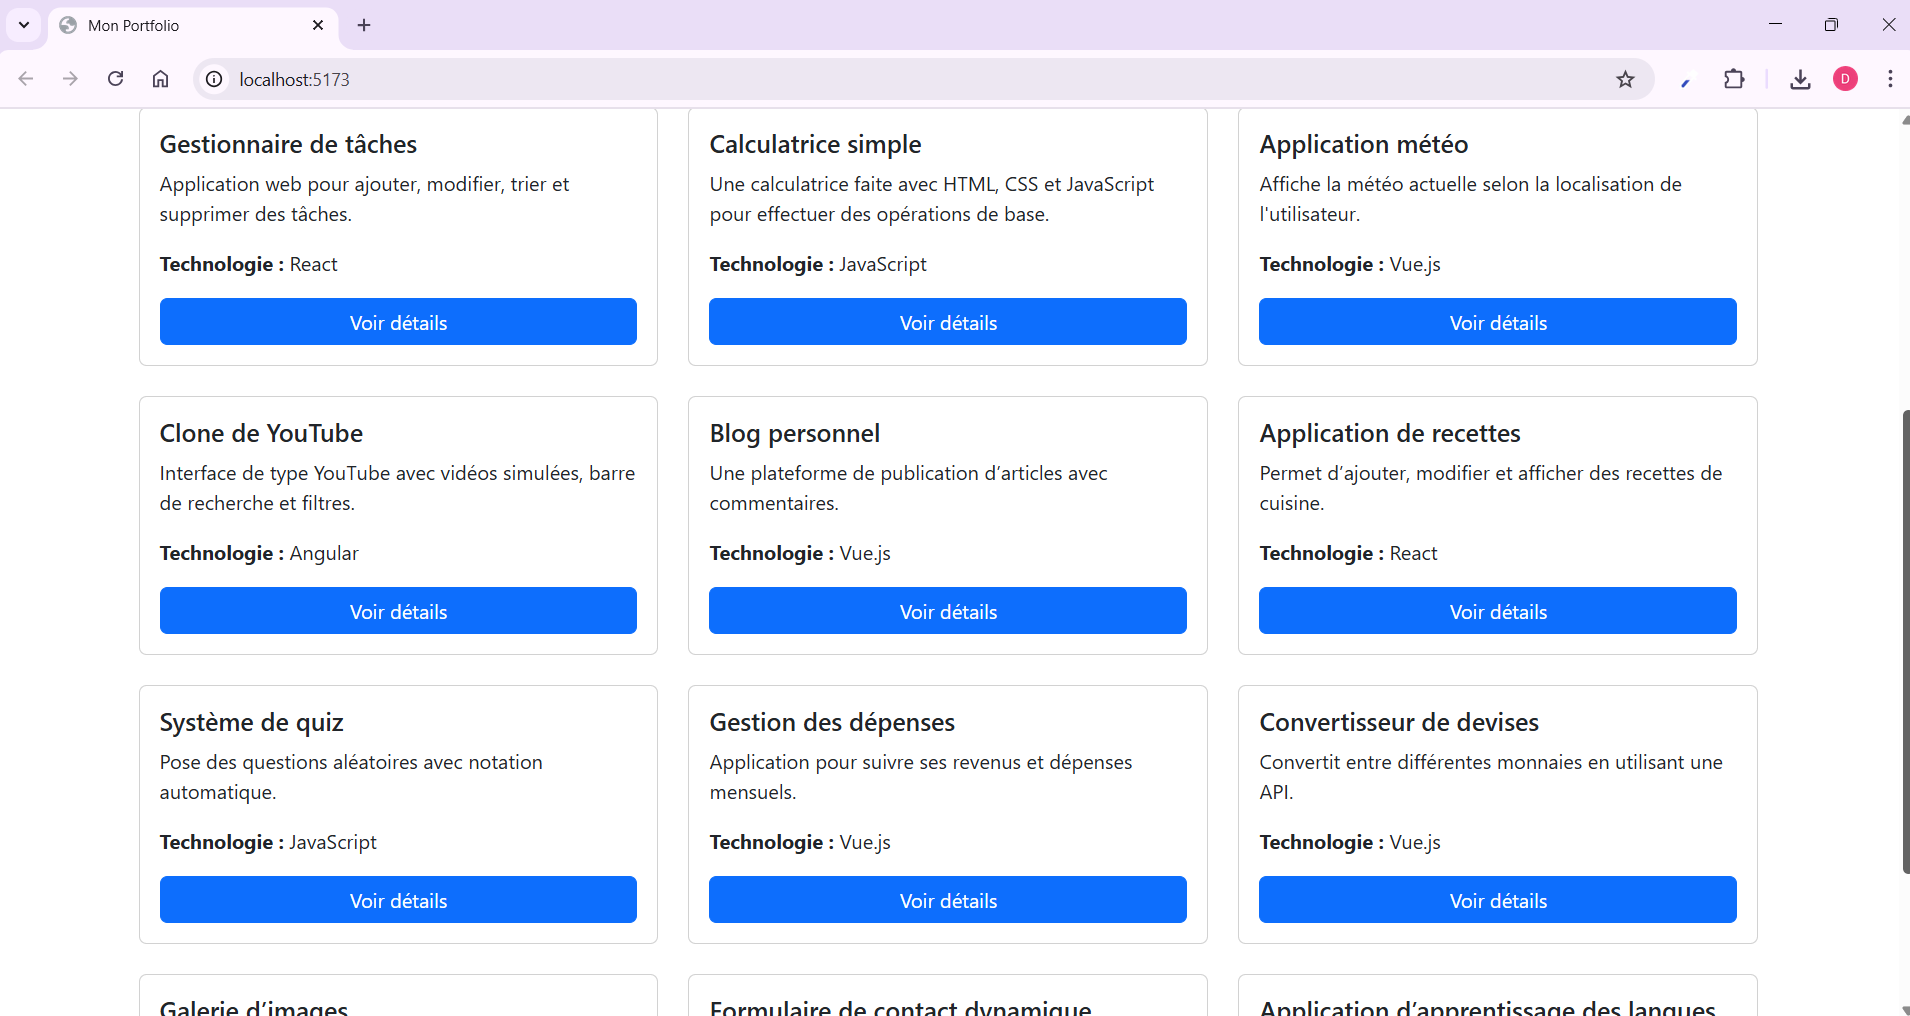 Mon Portfolio
localhost:5173
D
Gestionnaire de tâches
Application web pour ajouter, modifier, trier et
supprimer des tâches.
Technologie : React
Voir détails
Calculatrice simple
Une calculatrice faite avec HTML, CSS et JavaScript
pour effectuer des opérations de base.
Technologie : JavaScript
Voir détails
Application météo
Affiche la météo actuelle selon la localisation de
l'utilisateur.
Technologie : Vue.js
Voir détails
Clone de YouTube
Interface de type YouTube avec vidéos simulées, barre
de recherche et filtres.
Technologie : Angular
Voir détails
Blog personnel
Une plateforme de publication d’articles avec
commentaires.
Technologie : Vue.js
Voir détails
Application de recettes
Permet d’ajouter, modifier et afficher des recettes de
cuisine.
Technologie : React
Voir détails
Système de quiz
Pose des questions aléatoires avec notation
automatique.
Technologie : JavaScript
Voir détails
Gestion des dépenses
Application pour suivre ses revenus et dépenses
mensuels.
Technologie : Vue.js
Voir détails
Convertisseur de devises
Convertit entre différentes monnaies en utilisant une
API.
Technologie : Vue.js
Voir détails
Galerie d’images
Formulaire de contact dynamique
Application d’apprentissage des langues